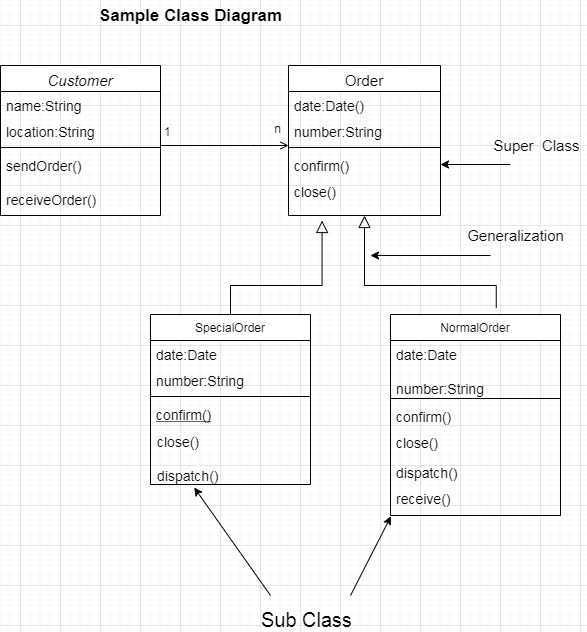 Sample Class Diagram
Customer
name:String
location:String
sendOrder()
receiveOrder()
1
n
Order
date:Date()
number:String
confirm()
close()
Super Class
Generalization
SpecialOrder
date:Date
number:String
confirm()
close()
dispatch()
NormalOrder
date:Date
number:String
confirm()
close()
dispatch()
receive()
Sub Class